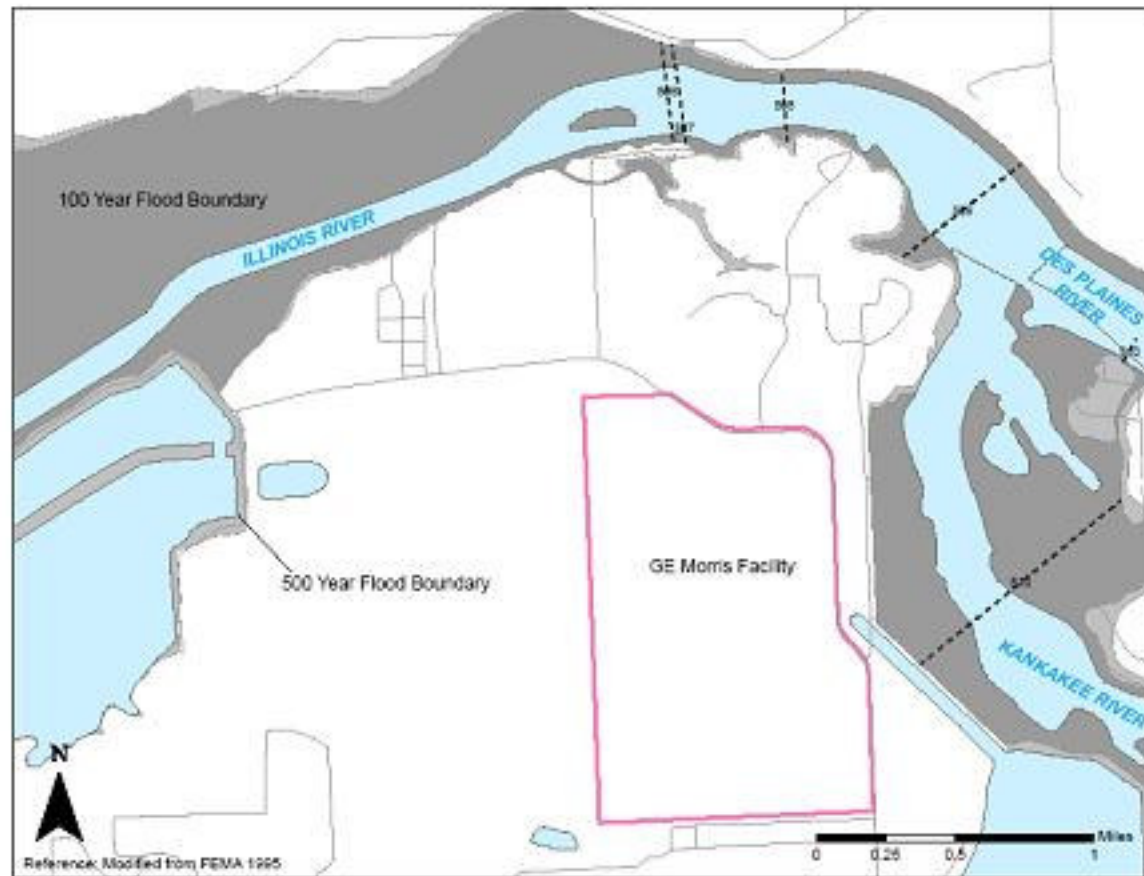 100 Year Flood Boundary
ILLINOIS RIVER
DES PLAINES
RIVER
500 Year Flood Boundary
GE Morris Facility
KANKAKEE RIVER
N
Miles
0 0.25 0.5 1
Reference: Modified from FEMA 1995